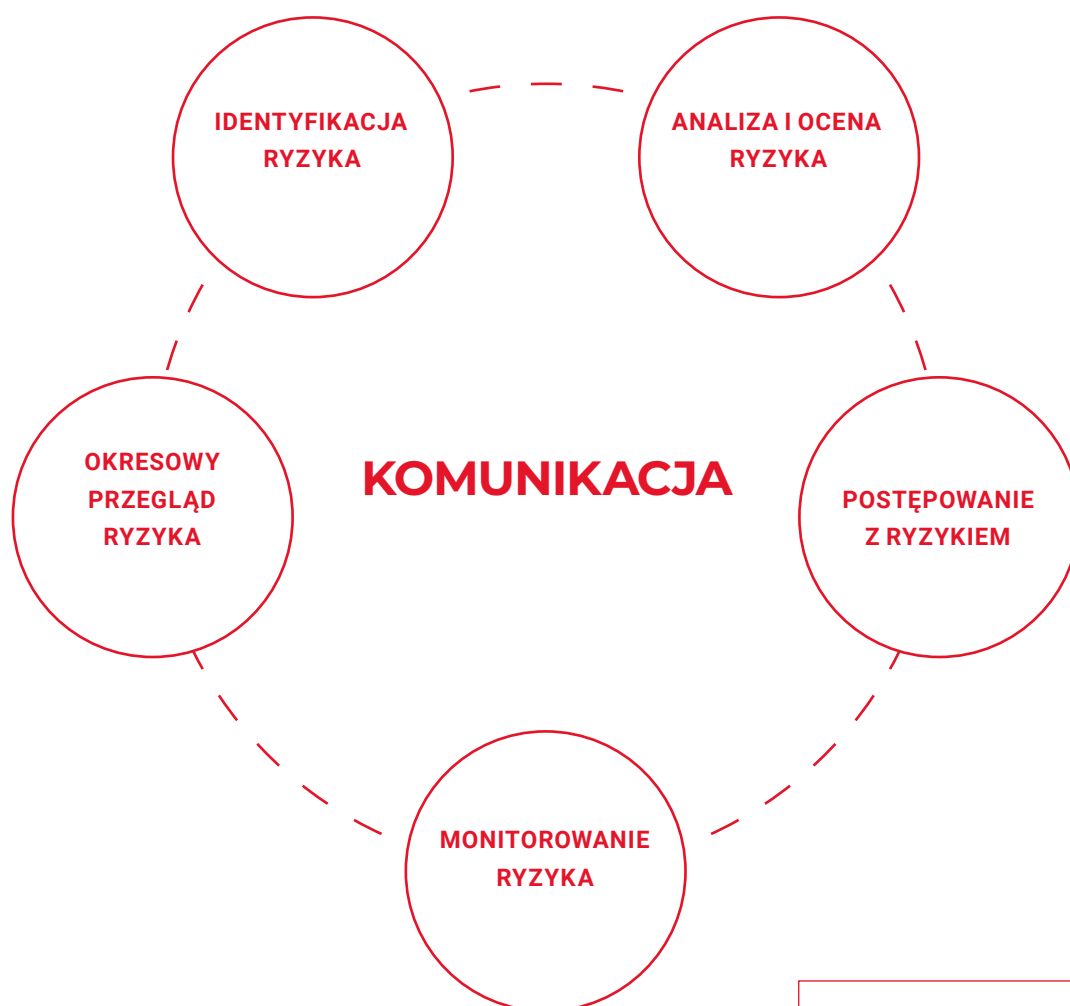 IDENTYFIKACJA
RYZYKA
ANALIZA I OCENA
RYZYKA
OKRESOWY
PRZEGLĄD
RYZYKA
KOMUNIKACJA
POSTĘPOWANIE
Z RYZYKIEM
MONITOROWANIE
RYZYKA